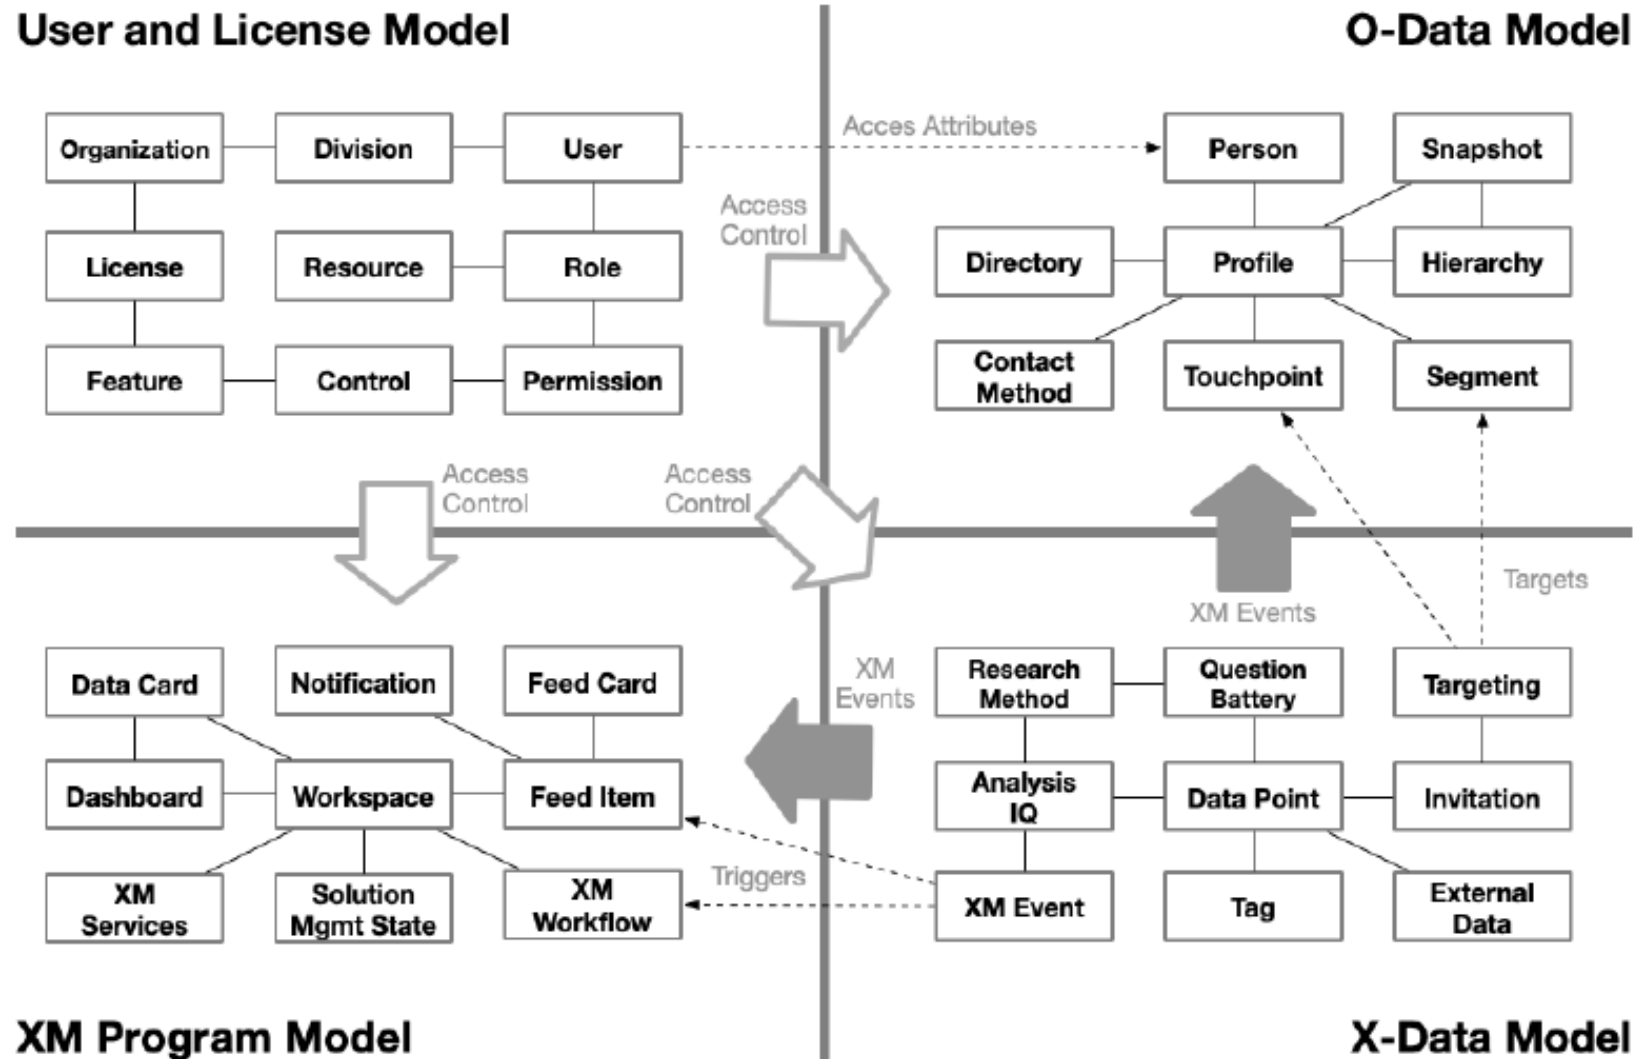 User and License Model
O-Data Model
Organization
Division
User
Acces Attributes
Person
Snapshot
Access
Control
License
Resource
Role
Directory
Profile
Hierarchy
Feature
Control
Permission
Contact
Method
Touchpoint
Segment
Access
Control
Access
Control
Targets
XM Events
Data Card
Notification
Feed Card
XM
Events
Research
Method
Question
Battery
Targeting
Dashboard
Workspace
Feed Item
Analysis
IQ
Data Point
Invitation
Triggers
XM
Services
Solution
Mgmt State
XM
Workflow
XM Event
Tag
External
Data
XM Program Model
X-Data Model